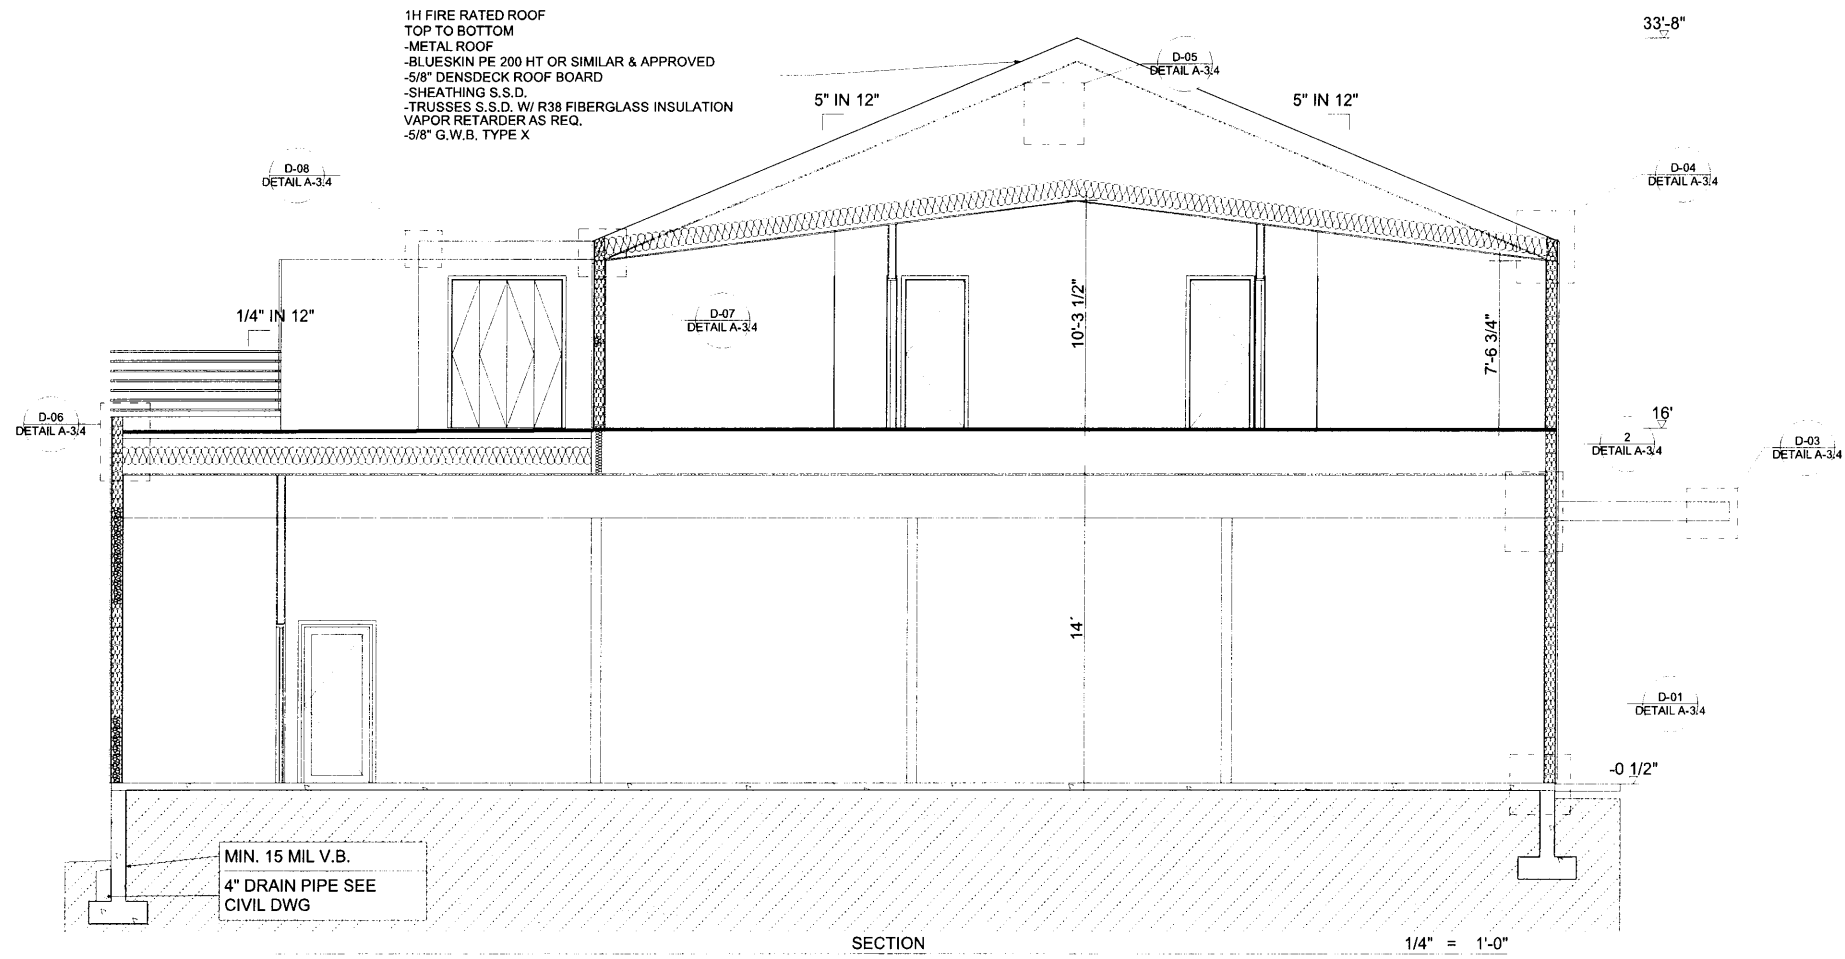 1H FIRE RATED ROOF
TOP TO BOTTOM
-METAL ROOF
-BLUESKIN PE 200 HT OR SIMILAR & APPROVED
-5/8" DENSDECK ROOF BOARD
-SHEATHING S.S.D.
-TRUSSES S.S.D. W/ R38 FIBERGLASS INSULATION
VAPOR RETARDER AS REQ.
-5/8" G.W.B. TYPE X
33'-8"
D-05
DETAIL A-3.4
5" IN 12"
5" IN 12"
D-08
DETAIL A-3.4
D-04
DETAIL A-3.4
1/4" IN 12"
D-07
DETAIL A-3.4
10'-3 1/2"
7'-6 3/4"
D-06
DETAIL A-3.4
16'
2
DETAIL A-3.4
D-03
DETAIL A-3.4
14'
D-01
DETAIL A-3.4
-0 1/2"
MIN. 15 MIL V.B.
4" DRAIN PIPE SEE
CIVIL DWG
SECTION
1/4" = 1'-0"